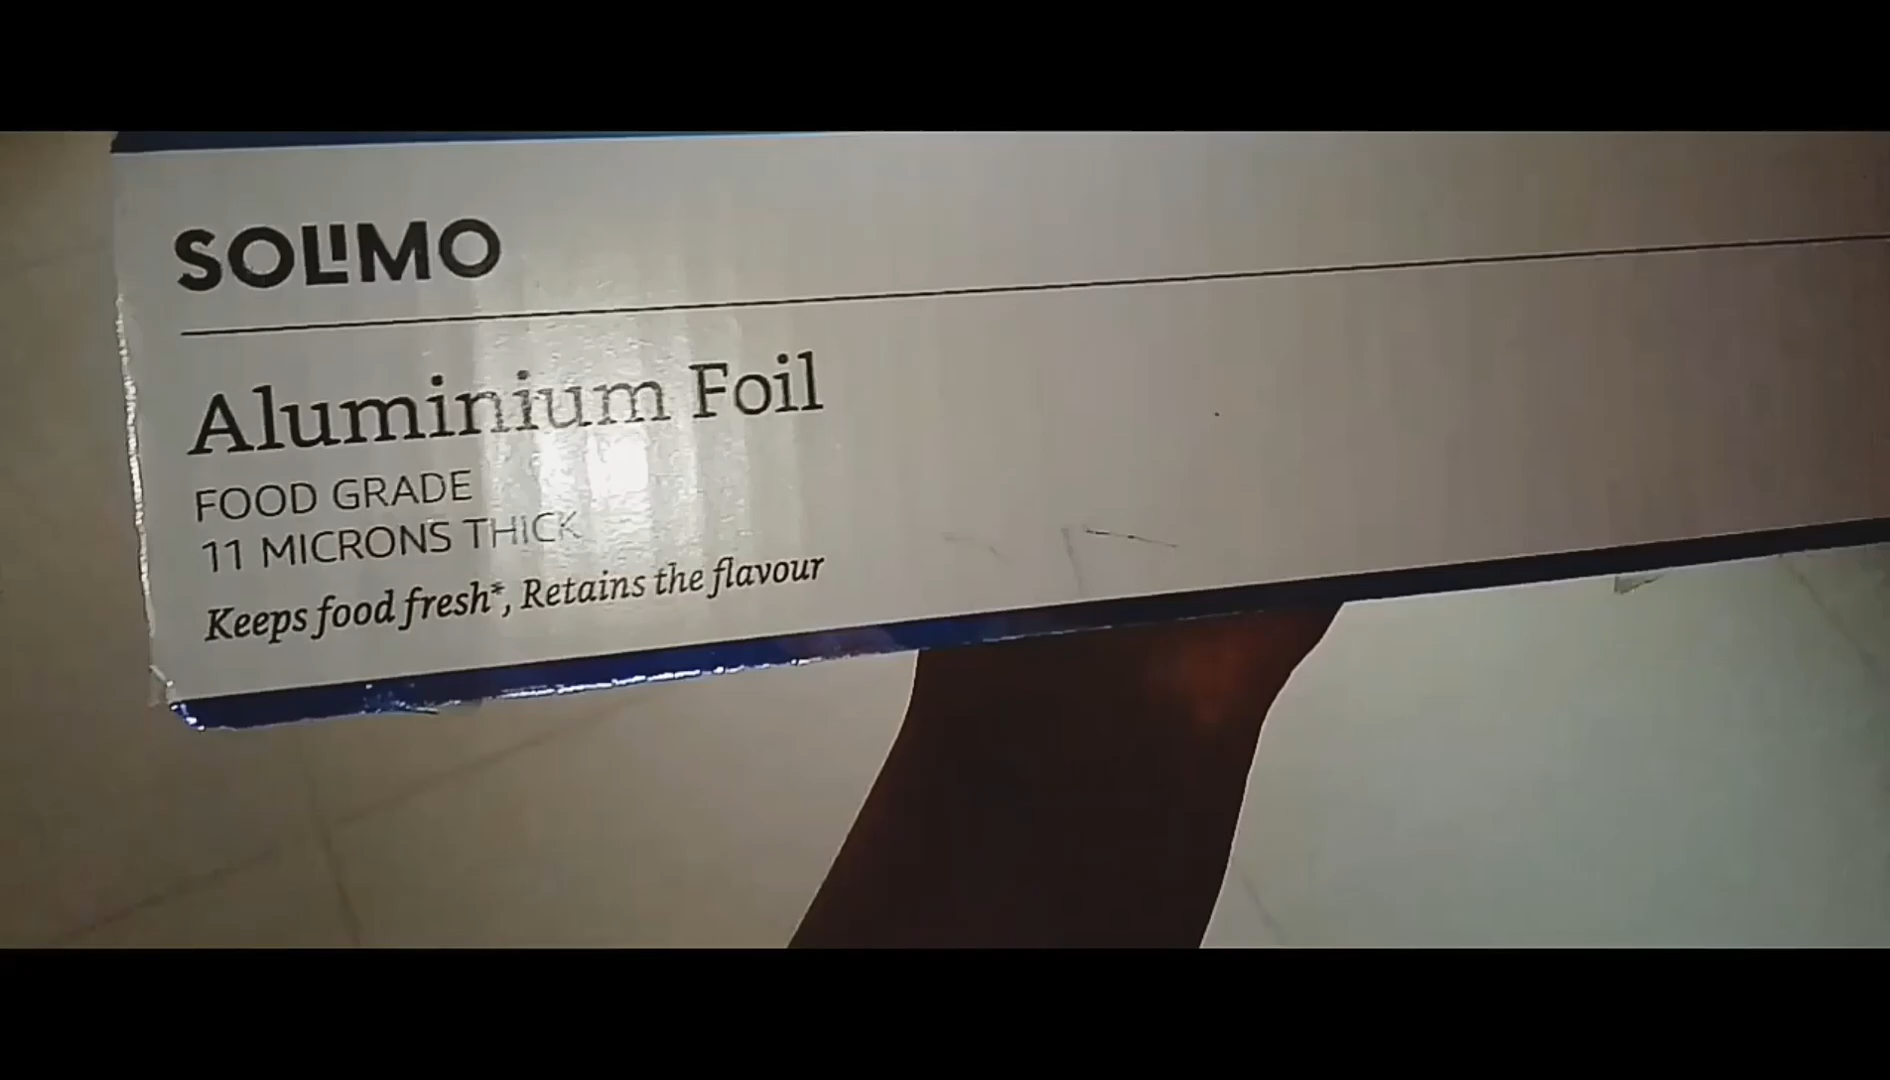 SOLIMO
Aluminium Foil
FOOD GRADE
11 MICRONS THICK
Keeps food fresh*, Retains the flavour